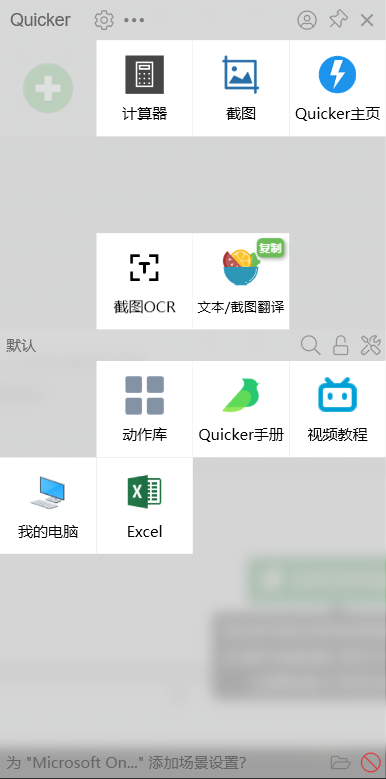 Quicker
计算器
截图
Quicker主页
复制
截图OCR
文本/截图翻译
默认
动作库
Quicker手册
视频教程
我的电脑
Excel
为 "Microsoft On..." 添加场景设置?